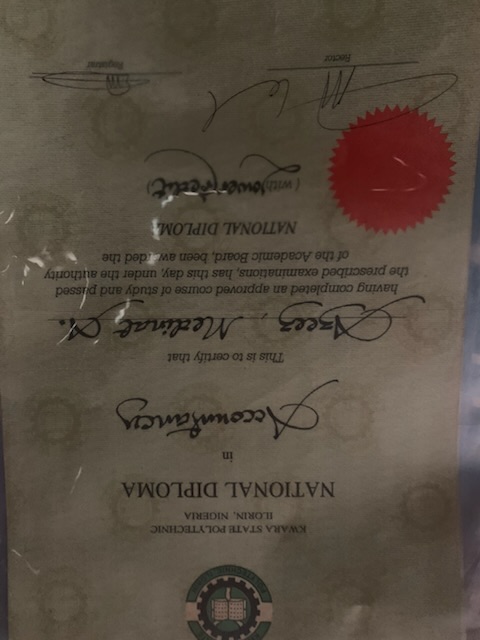 KWARA STATE POLYTECHNIC
ILORIN, NIGERIA
NATIONAL DIPLOMA
in
Accountancy
This is to certify that
Azeez, Medinat A.
having completed an approved course of study and passed
the prescribed examinations, has this day, under the authority
of the Academic Board, been awarded the
NATIONAL DIPLOMA
(with Lower Credit)
Rector
Registrar